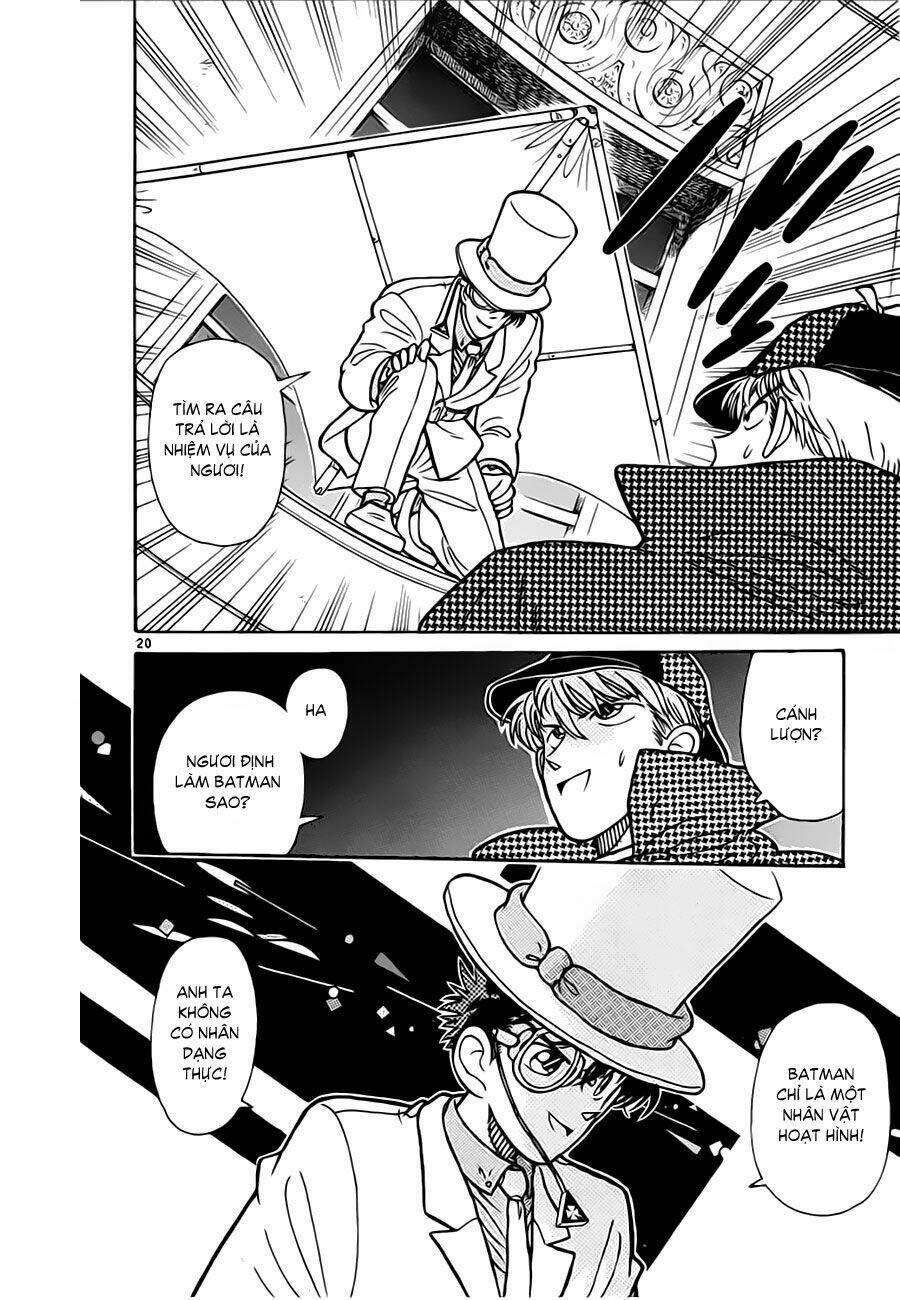 TÌM RA CÂU
TRẢ LỜI LÀ
NHIỆM VỤ CỦA
NGƯƠI!
20
CÁNH
LƯỢN?
HA
NGƯƠI ĐỊNH
LÀM BATMAN
SAO?
BATMAN
CHỈ LÀ MỘT
NHÂN VẬT
HOẠT HÌNH!
ANH TA
KHÔNG
CÓ NHÂN
DẠNG
THỰC!